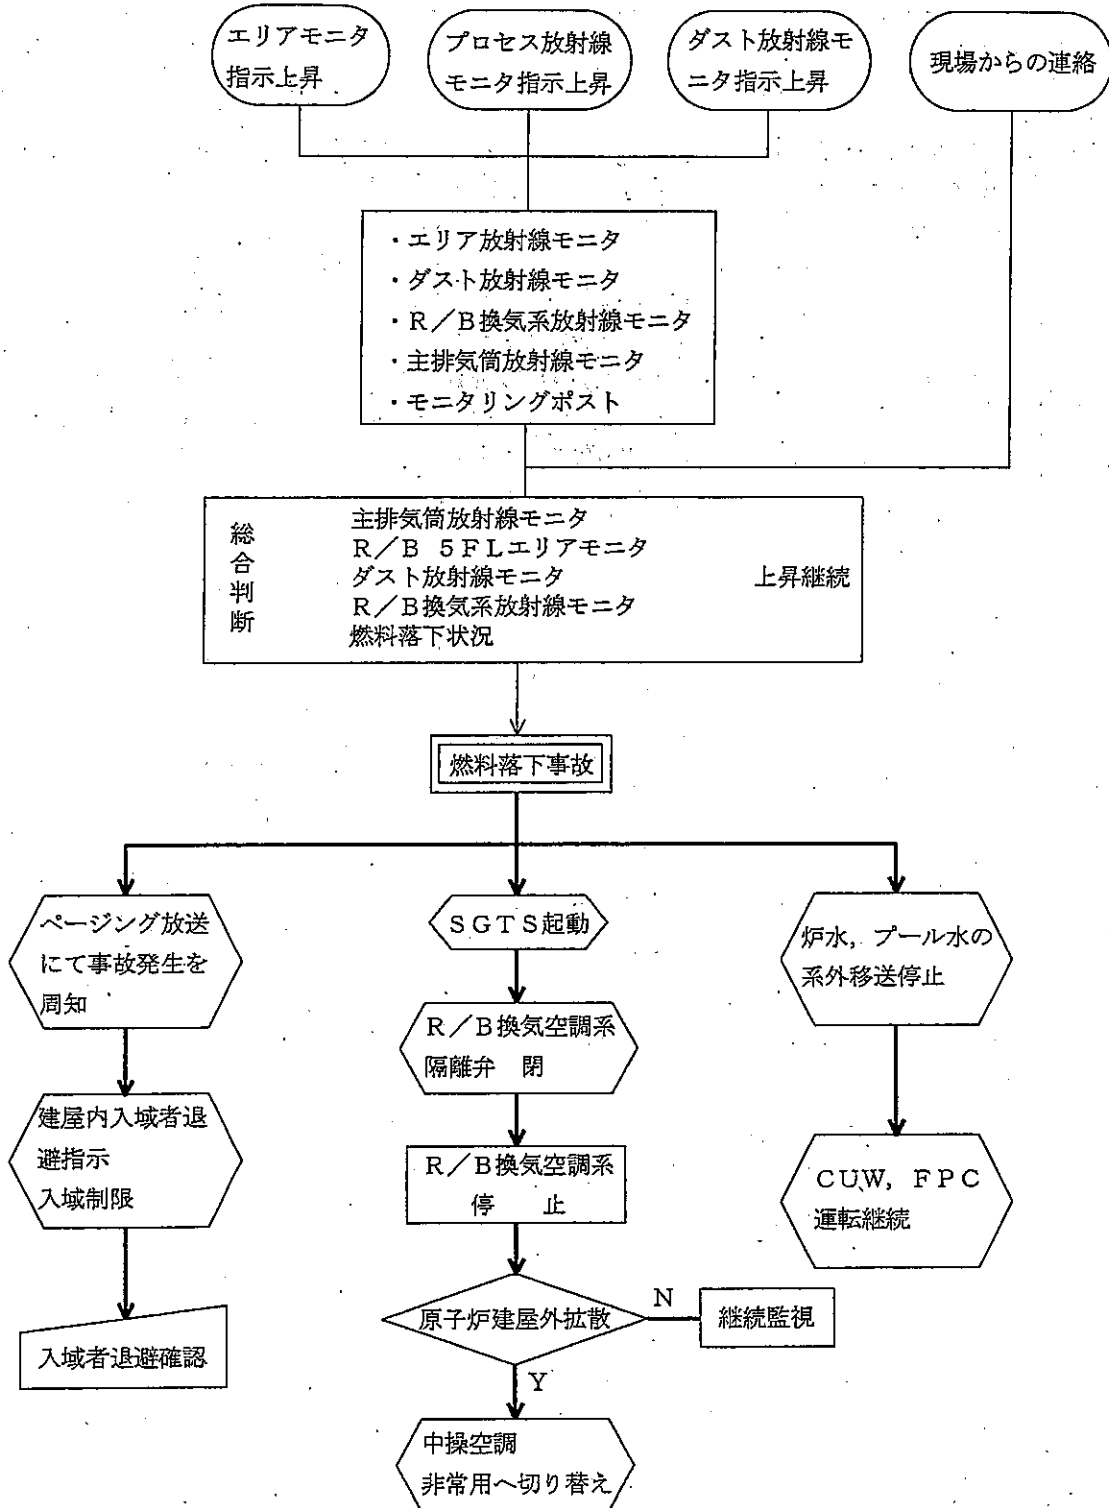 エリアモニタ
指示上昇
プロセス放射線
モニタ指示上昇
ダスト放射線モ
ニタ指示上昇
現場からの連絡
・エリア放射線モニタ
・ダスト放射線モニタ
・R/B換気系放射線モニタ
・主排気筒放射線モニタ
・モニタリングポスト
総合判断
主排気筒放射線モニタ
R/B 5FLエリアモニタ
ダスト放射線モニタ
上昇継続
R/B換気系放射線モニタ
燃料落下状況
燃料落下事故
ページング放送
にて事故発生を
周知
SGTS起動
炉水,プール水の
系外移送停止
R/B換気空調系
隔離弁 閉
建屋内入域者退
避指示
入域制限
R/B換気空調系
停 止
CUW, FPC
運転継続
原子炉建屋外拡散
N
継続監視
入域者退避確認
Y
中操空調
非常用へ切り替え